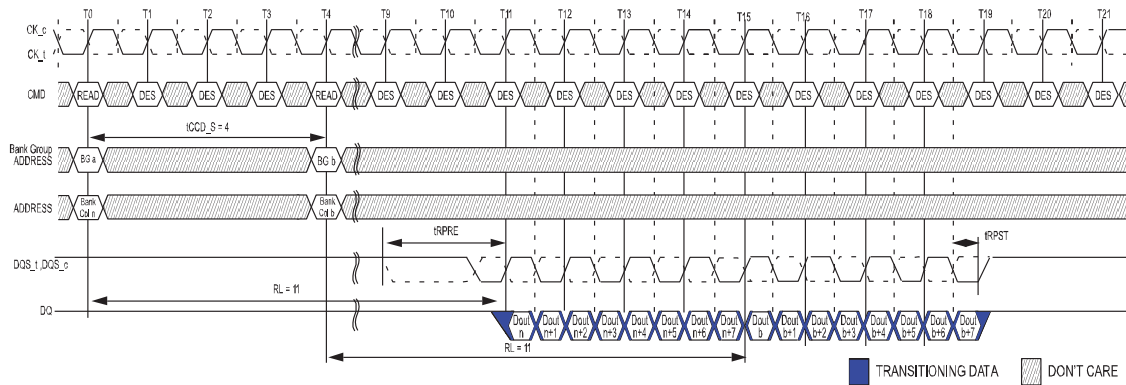 T0 T1 T2 T3 T4 T9 T10 T11 T12 T13 T14 T15 T16 T17 T18 T19 T20 T21
CK_c
CK_t
CMD READ DES DES DES READ DES DES DES DES DES DES DES DES DES DES DES DES DES
tCCD_S = 4
Bank Group
ADDRESS BG a BG b
ADDRESS Bank Col n Bank Col b
tRPRE tRPST
DQS_t ,DQS_c
RL = 11
DQ Dout n Dout n+1 Dout n+2 Dout n+3 Dout n+4 Dout n+5 Dout n+6 Dout n+7 Dout b Dout b+1 Dout b+2 Dout b+3 Dout b+4 Dout b+5 Dout b+6 Dout b+7
RL = 11
TRANSITIONING DATA DON'T CARE